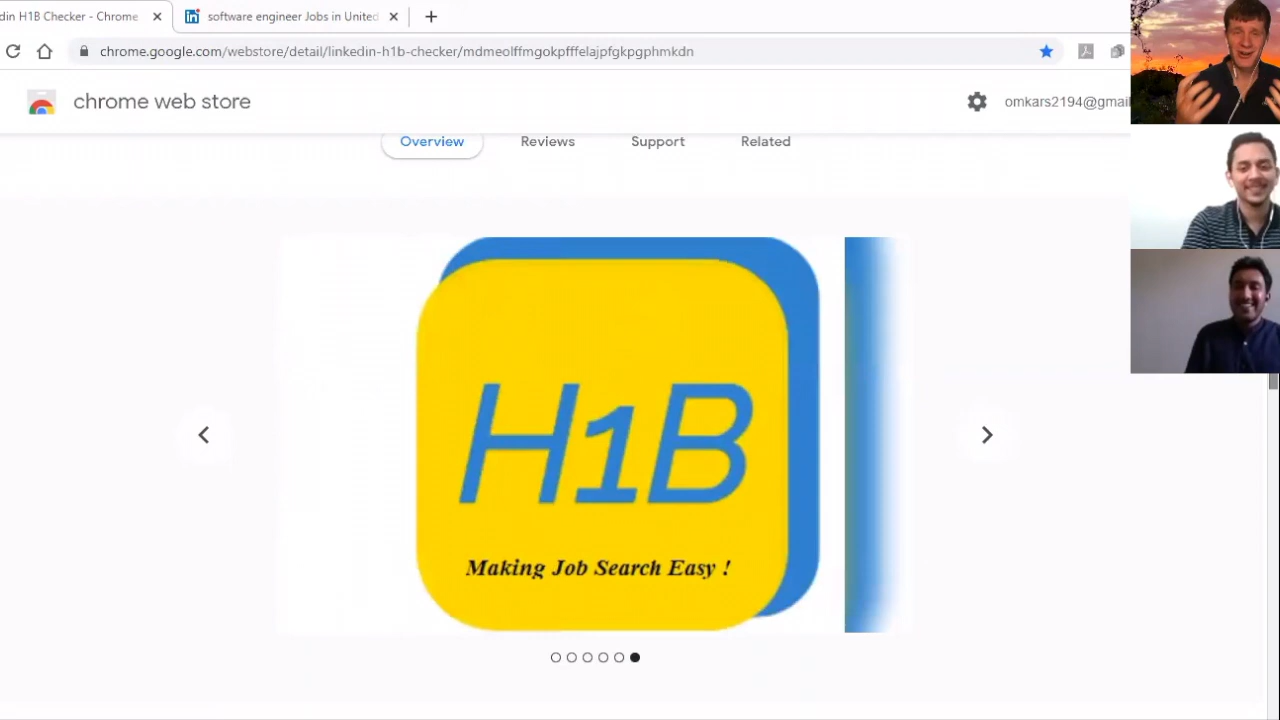 din H1B Checker - Chrome
software engineer Jobs in United
chrome.google.com/webstore/detail/linkedin-h1b-checker/mdmeolffmgokpfffelajpfgkpgphmkdn
chrome web store
omkars2194@gmail
Overview
Reviews
Support
Related
H1B
Making Job Search Easy !